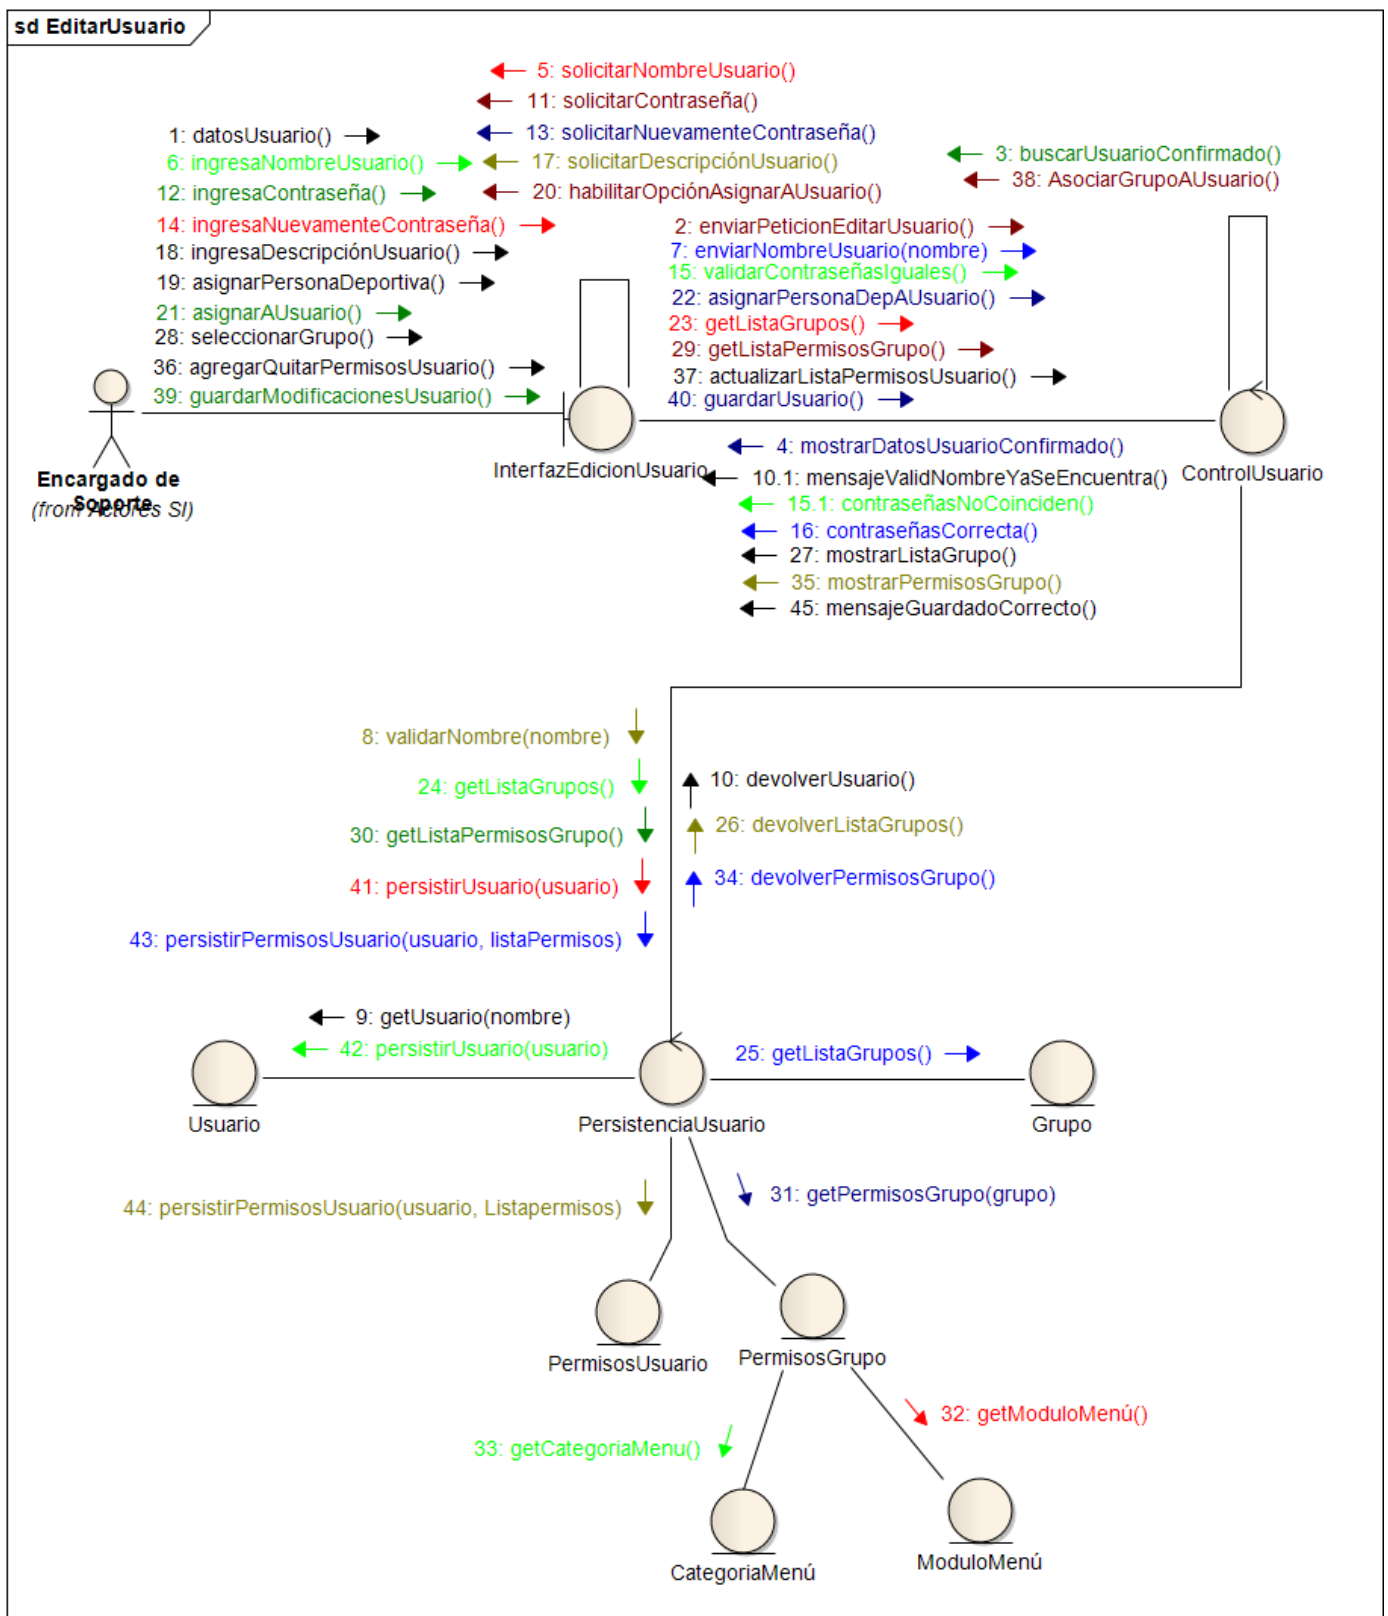 sd EditarUsuario
5: solicitarNombreUsuario()
11: solicitarContraseña()
1: datosUsuario()
13: solicitarNuevamenteContraseña()
6: ingresaNombreUsuario()
17: solicitarDescripciónUsuario()
3: buscarUsuarioConfirmado()
12: ingresaContraseña()
20: habilitarOpciónAsignarAUsuario()
38: AsociarGrupoAUsuario()
14: ingresaNuevamenteContraseña()
2: enviarPeticionEditarUsuario()
18: ingresaDescripciónUsuario()
7: enviarNombreUsuario(nombre)
15: validarContraseñasIguales()
19: asignarPersonaDeportiva()
22: asignarPersonaDepAUsuario()
21: asignarAUsuario()
23: getListaGrupos()
28: seleccionarGrupo()
29: getListaPermisosGrupo()
36: agregarQuitarPermisosUsuario()
37: actualizarListaPermisosUsuario()
39: guardarModificacionesUsuario()
40: guardarUsuario()
4: mostrarDatosUsuarioConfirmado()
InterfazEdicionUsuario
ControlUsuario
Encargado de
10.1: mensajeValidNombreYaSeEncuentra()
Soporte
(from Actores SI)
15.1: contraseñasNoCoinciden()
16: contraseñasCorrecta()
27: mostrarListaGrupo()
35: mostrarPermisosGrupo()
45: mensajeGuardadoCorrecto()
8: validarNombre(nombre)
10: devolverUsuario()
24: getListaGrupos()
26: devolverListaGrupos()
30: getListaPermisosGrupo()
34: devolverPermisosGrupo()
41: persistirUsuario(usuario)
43: persistirPermisosUsuario(usuario, listaPermisos)
9: getUsuario(nombre)
42: persistirUsuario(usuario)
25: getListaGrupos()
Usuario
PersistenciaUsuario
Grupo
31: getPermisosGrupo(grupo)
44: persistirPermisosUsuario(usuario, Listapermisos)
PermisosUsuario
PermisosGrupo
32: getModuloMenú()
33: getCategoriaMenu()
CategoriaMenú
ModuloMenú